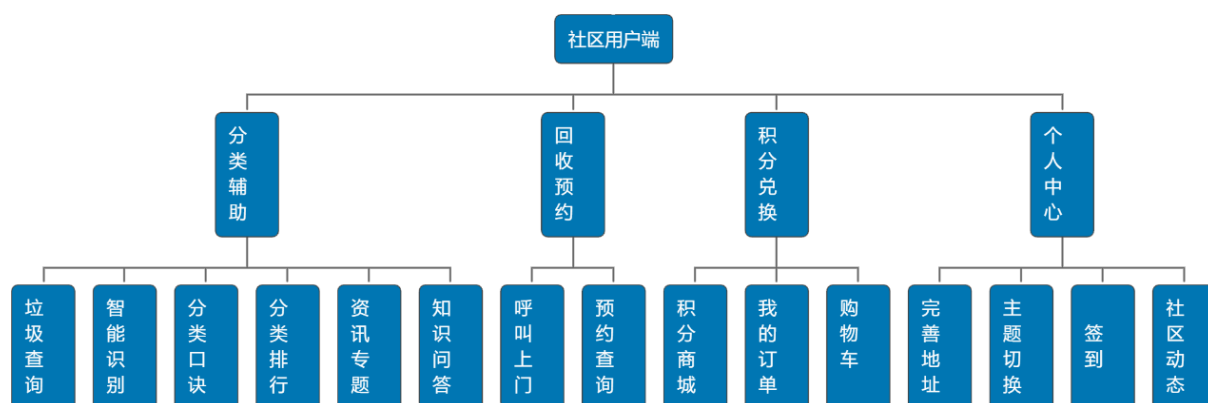 社区用户端
分类辅助
回收预约
积分兑换
个人中心
垃圾查询
智能识别
分类口诀
分类排行
资讯专题
知识问答
呼叫上门
预约查询
积分商城
我的订单
购物车
完善地址
主题切换
签到
社区动态